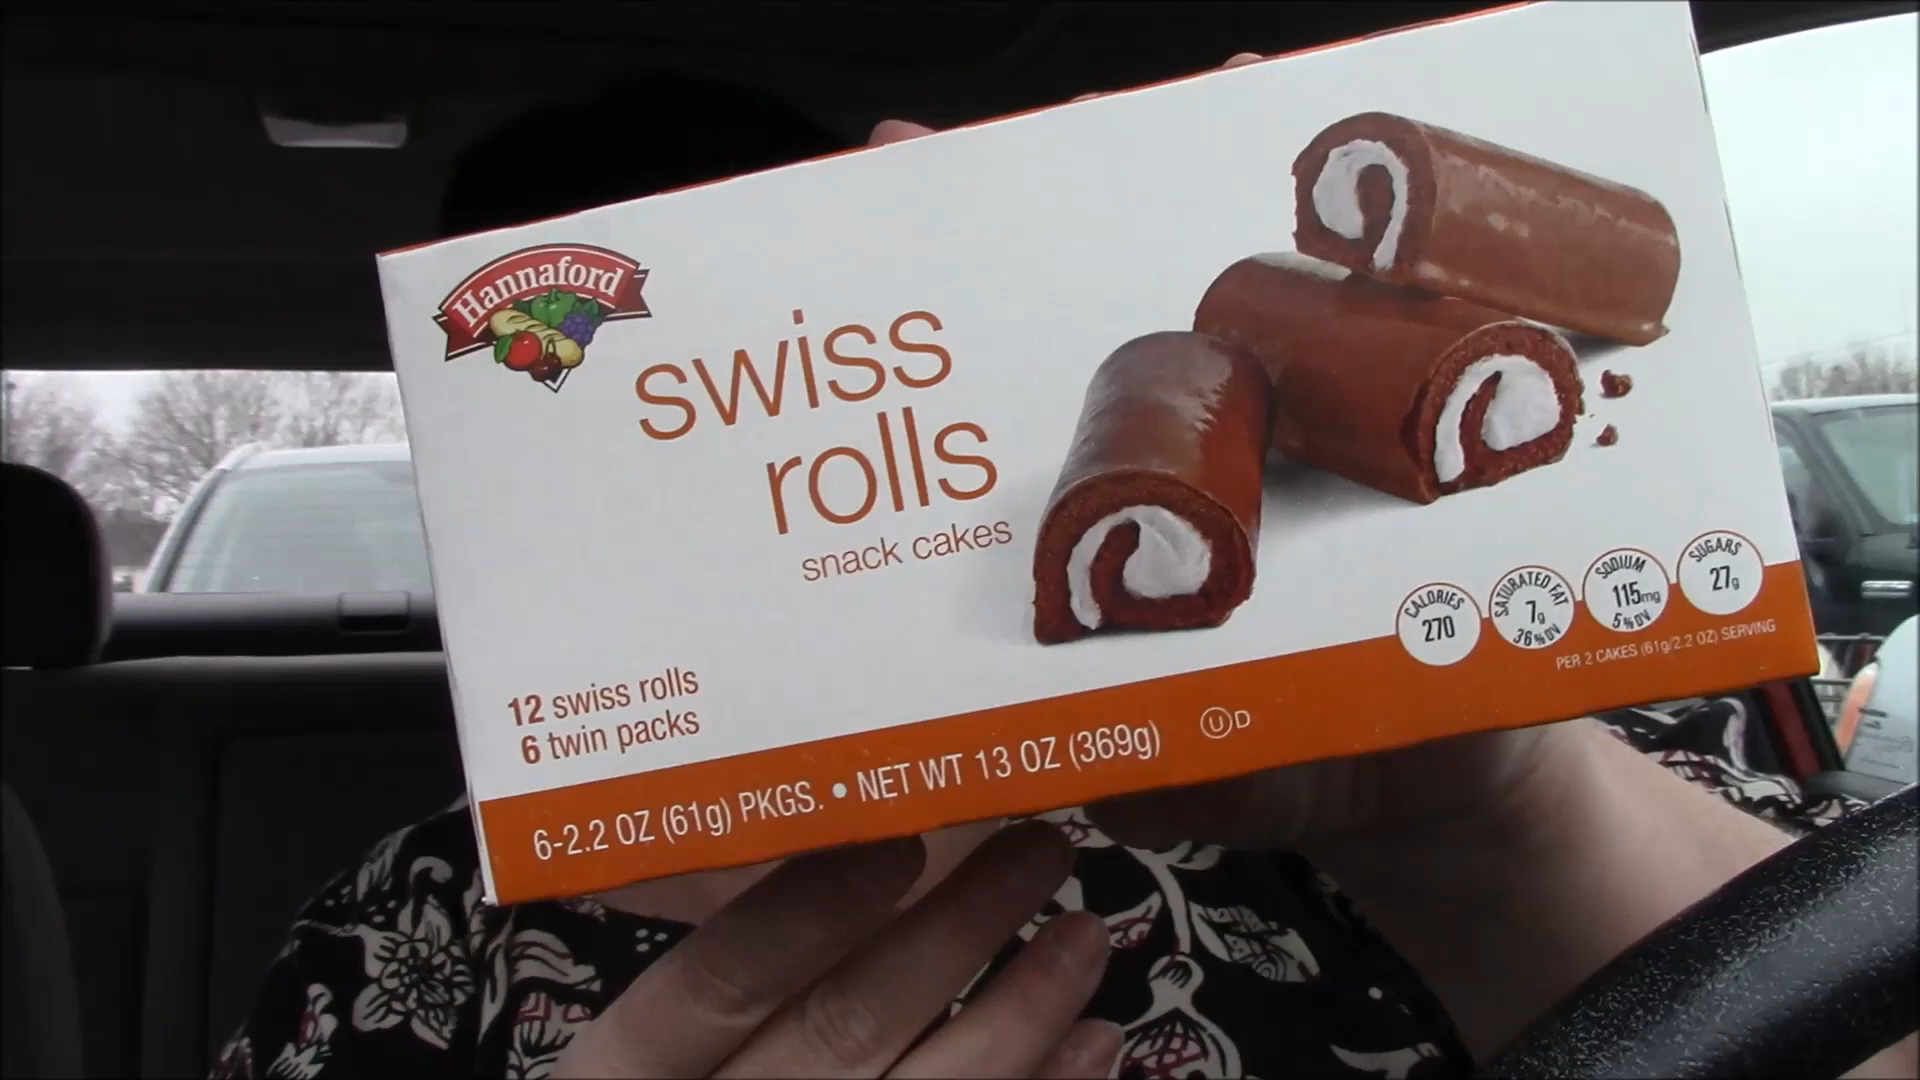 Hannaford
swiss
rolls
snack cakes
12 swiss rolls
6 twin packs
6-2.2 OZ (61g) PKGS. • NET WT 13 OZ (369g) Ⓤ D
CALORIES
270
SATURATED FAT
7g
36% DV
SODIUM
115mg
5% DV
SUGARS
27g
PER 2 CAKES (61g/2.2 OZ) SERVING